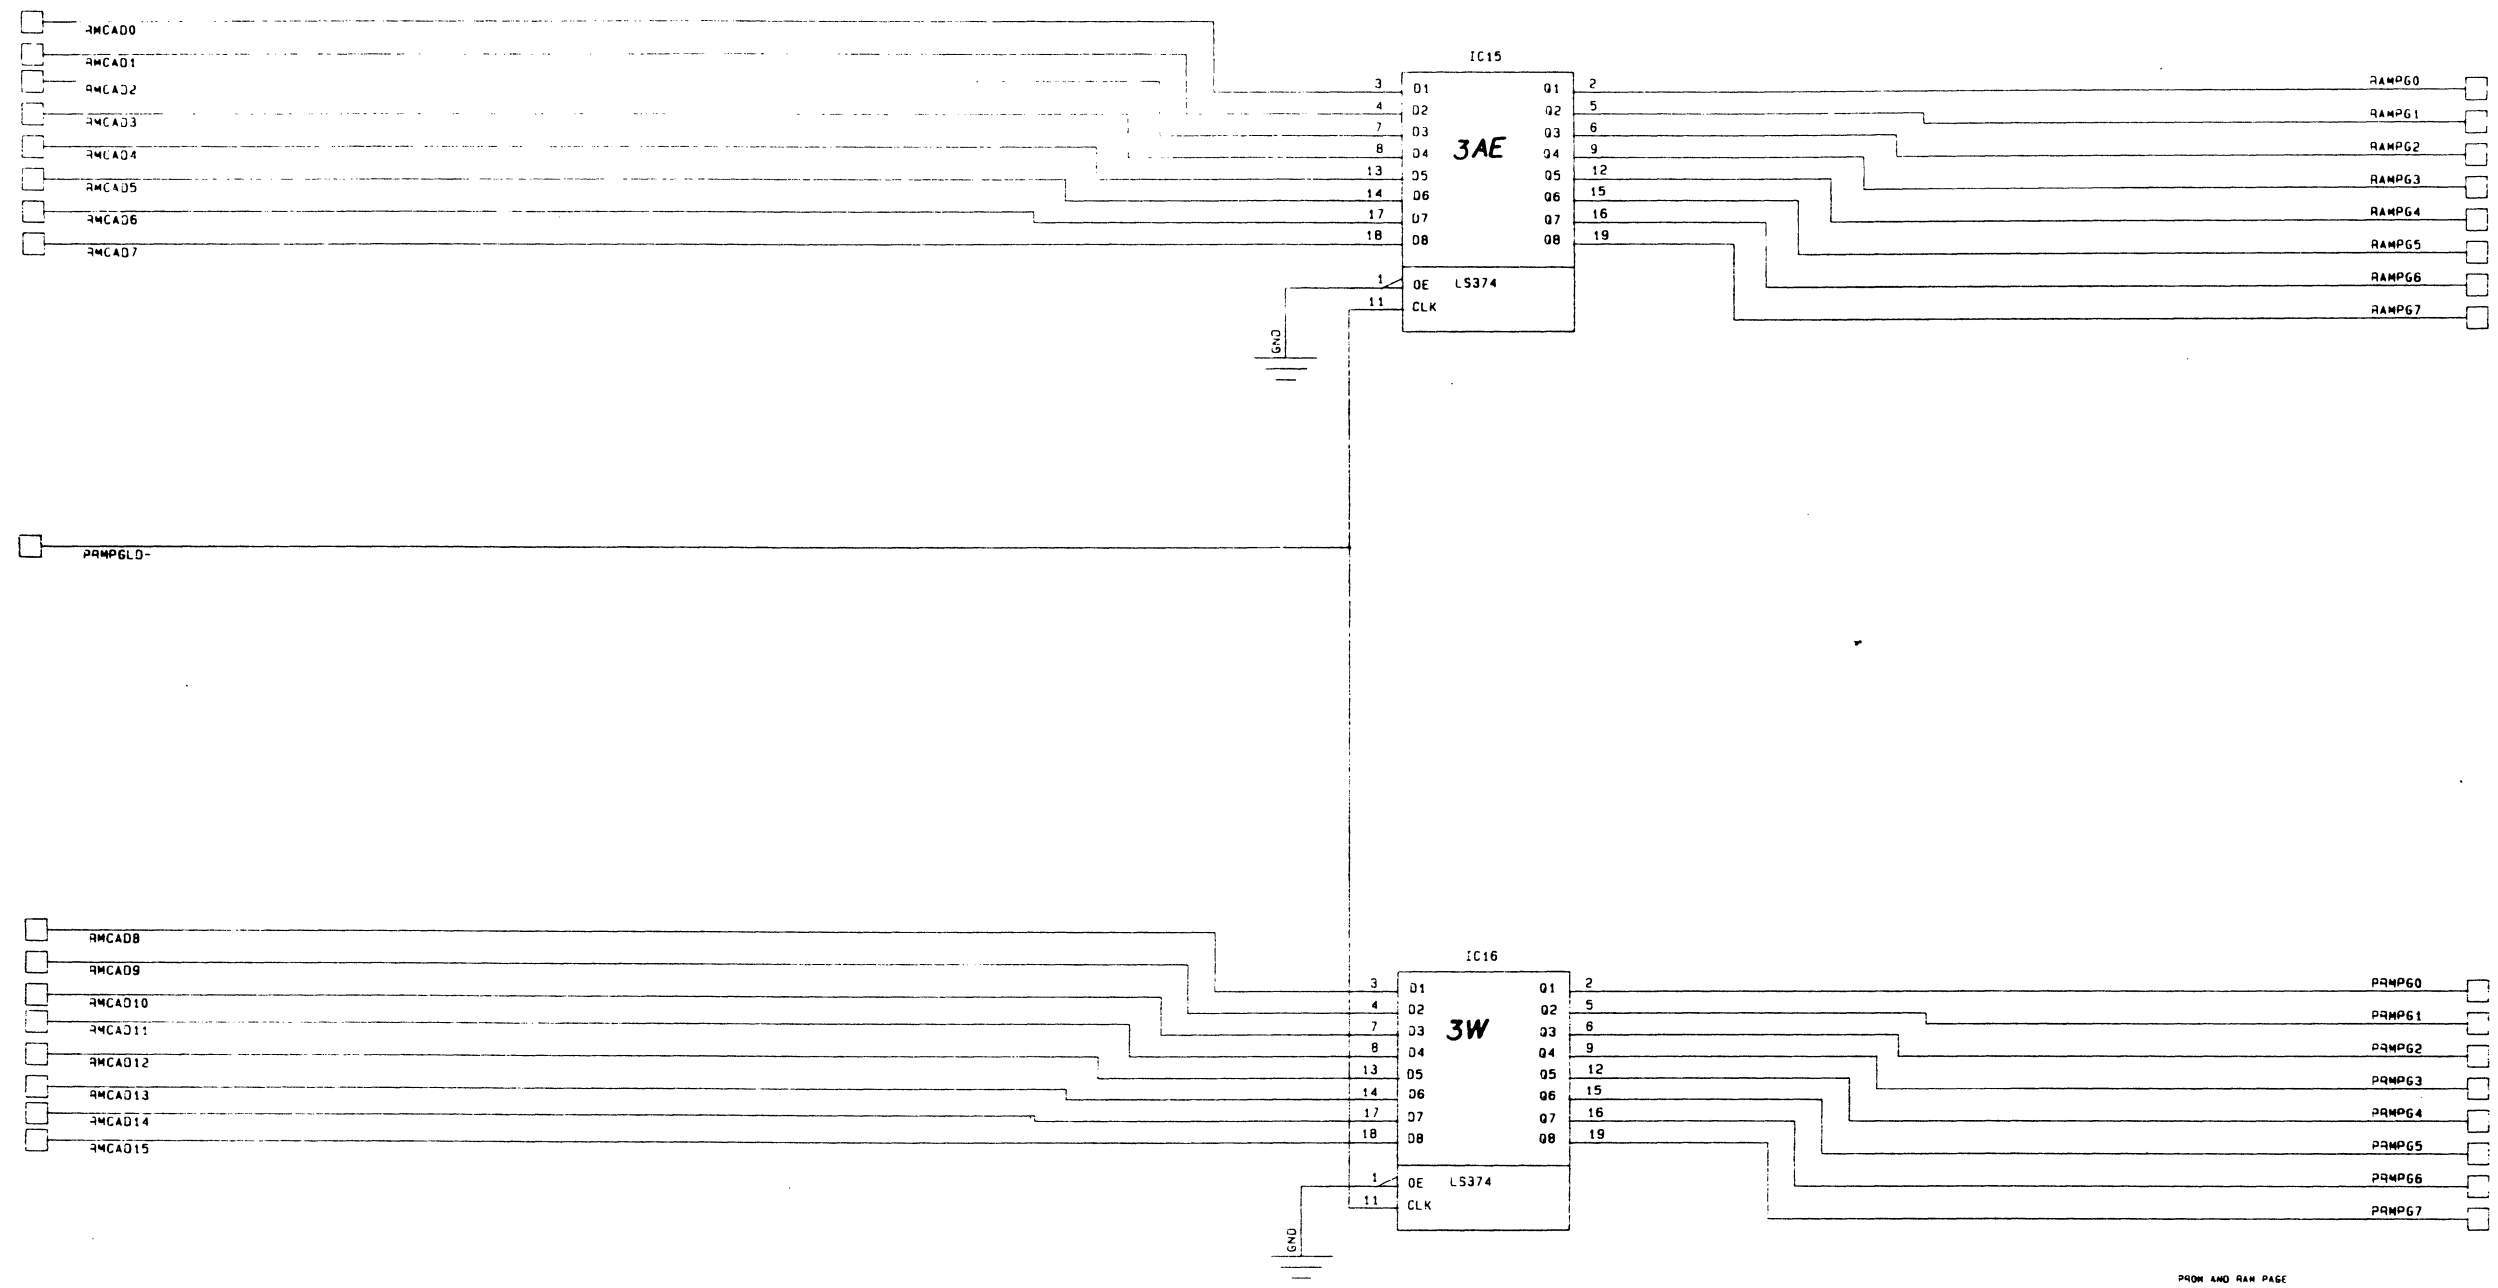 RMCAD0
RMCAD1
RMCAD2
RMCAD3
RMCAD4
RMCAD5
RMCAD6
RMCAD7
IC15
3 D1 Q1 2
4 D2 Q2 5
7 D3 Q3 6
8 D4 3AE Q4 9
13 D5 Q5 12
14 D6 Q6 15
17 D7 Q7 16
18 D8 Q8 19
1 OE LS374
11 CLK
GND
RAMPG0
RAMPG1
RAMPG2
RAMPG3
RAMPG4
RAMPG5
RAMPG6
RAMPG7
PRMPGLD-
RMCAD8
RMCAD9
RMCAD10
RMCAD11
RMCAD12
RMCAD13
RMCAD14
RMCAD15
IC16
3 D1 Q1 2
4 D2 Q2 5
7 D3 3W Q3 6
8 D4 Q4 9
13 D5 Q5 12
14 D6 Q6 15
17 D7 Q7 16
18 D8 Q8 19
1 OE LS374
11 CLK
GND
PRMPG0
PRMPG1
PRMPG2
PRMPG3
PRMPG4
PRMPG5
PRMPG6
PRMPG7
PROM AND RAM PAGE